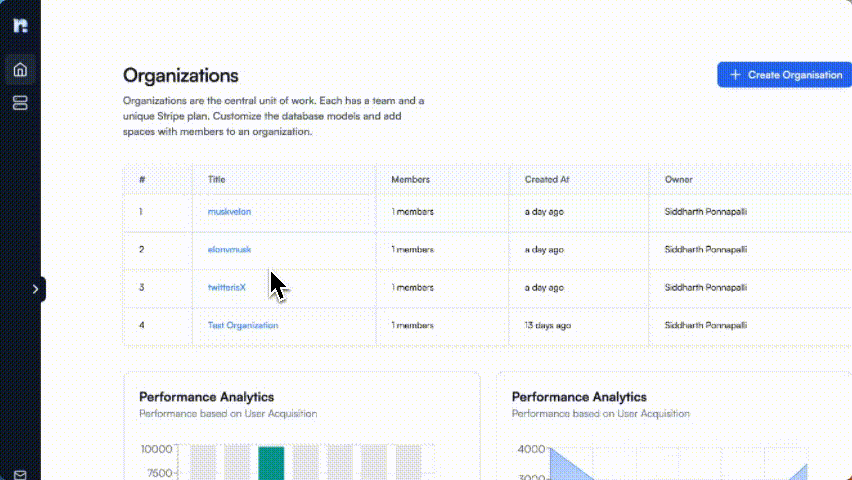 n.
Organizations
Create Organisation
Organizations are the central unit of work. Each has a team and a
unique Stripe plan. Customize the database models and add
spaces with members to an organization.
# Title Members Created At Owner
1 muskvelon 1 members a day ago Siddharth Ponnapalli
2 elonvmusk 1 members a day ago Siddharth Ponnapalli
3 twitterisX 1 members a day ago Siddharth Ponnapalli
4 Test Organization 1 members 13 days ago Siddharth Ponnapalli
Performance Analytics
Performance based on User Acquisition
10000
7500
Performance Analytics
Performance based on User Acquisition
4000
3000